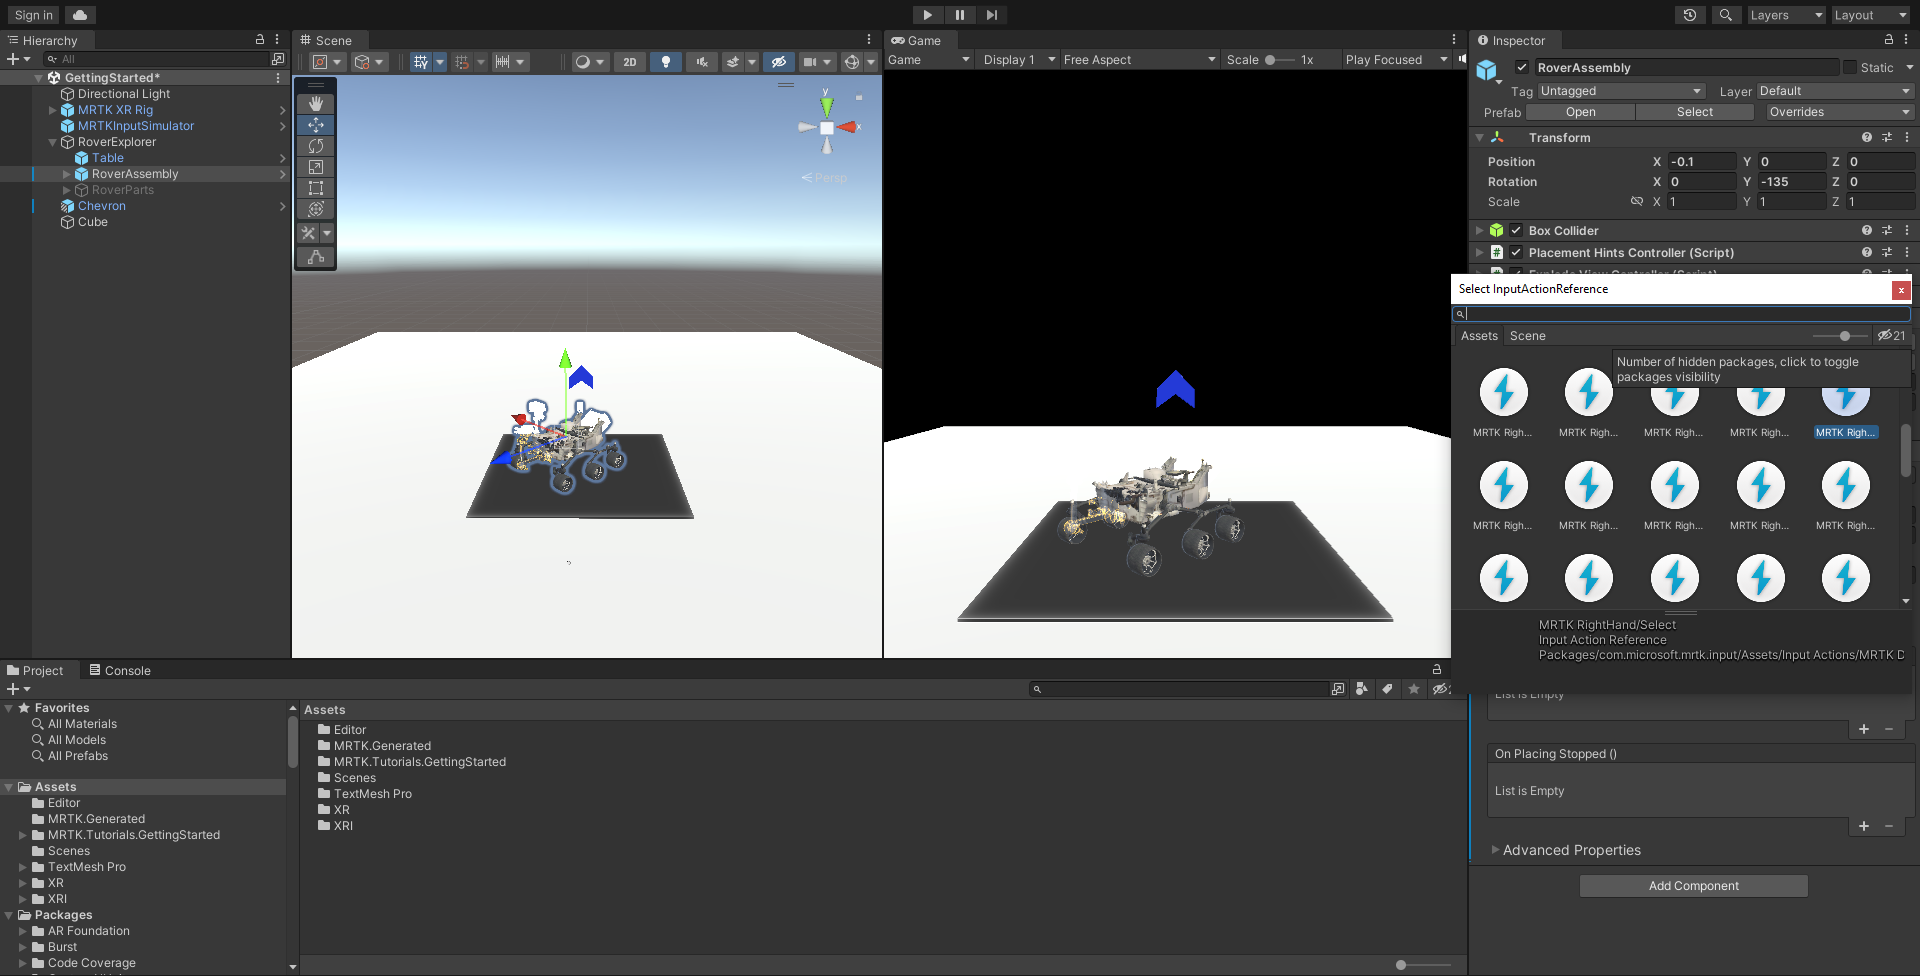 Sign in
Layers
Layout
Hierarchy
All
GettingStarted*
Directional Light
MRTK XR Rig
MRTKInputSimulator
RoverExplorer
Table
RoverAssembly
RoverParts
Chevron
Cube
Scene
2D
y
x
Persp
Game
Game
Display 1
Free Aspect
Scale
1x
Play Focused
Inspector
RoverAssembly
Static
Tag
Untagged
Layer
Default
Prefab
Open
Select
Overrides
Transform
Position X -0.1 Y 0 Z 0
Rotation X 0 Y -135 Z 0
Scale X 1 Y 1 Z 1
Box Collider
Placement Hints Controller (Script)
Explode View Controller (Script)
Select InputActionReference
x
Assets
Scene
21
Number of hidden packages, click to toggle
packages visibility
MRTK Righ... MRTK Righ... MRTK Righ... MRTK Righ... MRTK Righ...
MRTK Righ... MRTK Righ... MRTK Righ... MRTK Righ... MRTK Righ...
MRTK RightHand/Select
Input Action Reference
Packages/com.microsoft.mrtk.input/Assets/Input Actions/MRTK D
List is Empty
On Placing Stopped ()
List is Empty
Advanced Properties
Add Component
Project
Console
Favorites
All Materials
All Models
All Prefabs
Assets
Editor
MRTK.Generated
MRTK.Tutorials.GettingStarted
Scenes
TextMesh Pro
XR
XRI
Packages
AR Foundation
Burst
Code Coverage
Assets
Editor
MRTK.Generated
MRTK.Tutorials.GettingStarted
Scenes
TextMesh Pro
XR
XRI